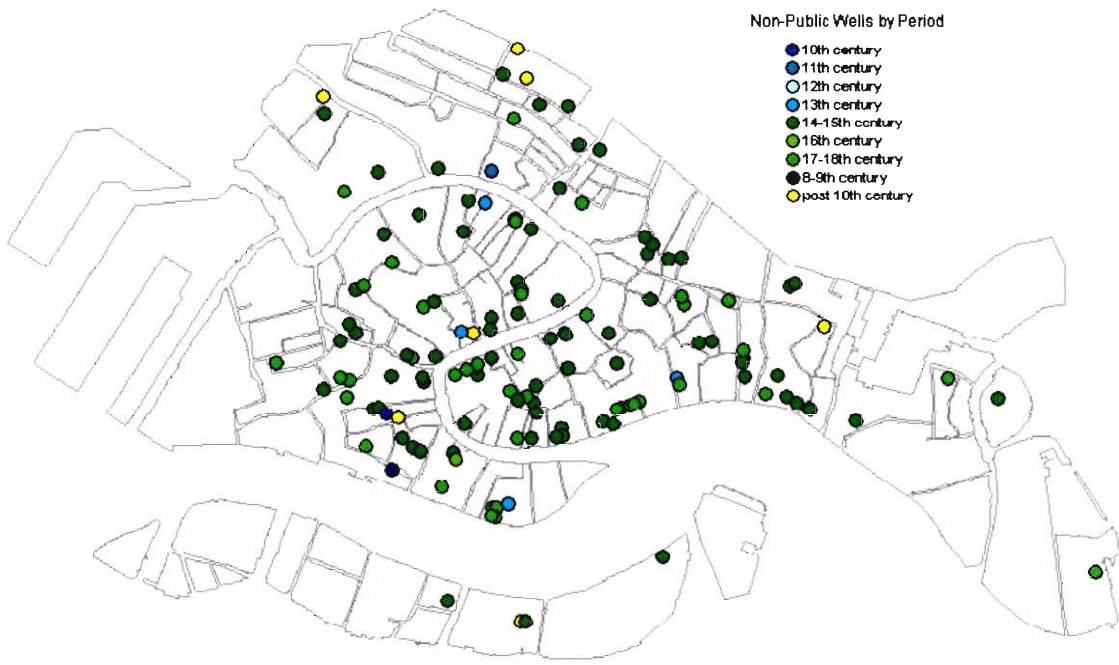 Non-Public Wells by Period
10th century
11th century
12th century
13th century
14-15th century
16th century
17-18th century
8-9th century
post 10th century